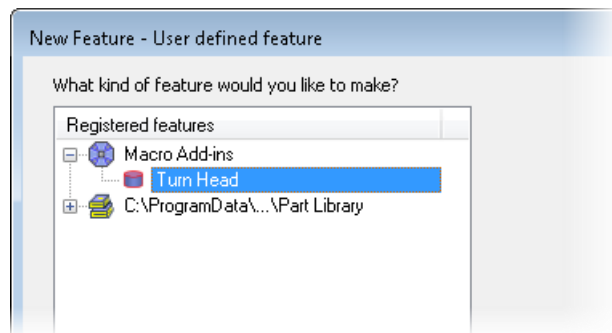 New Feature - User defined feature
What kind of feature would you like to make?
Registered features
Macro Add-ins
Turn Head
C:\ProgramData\...\Part Library